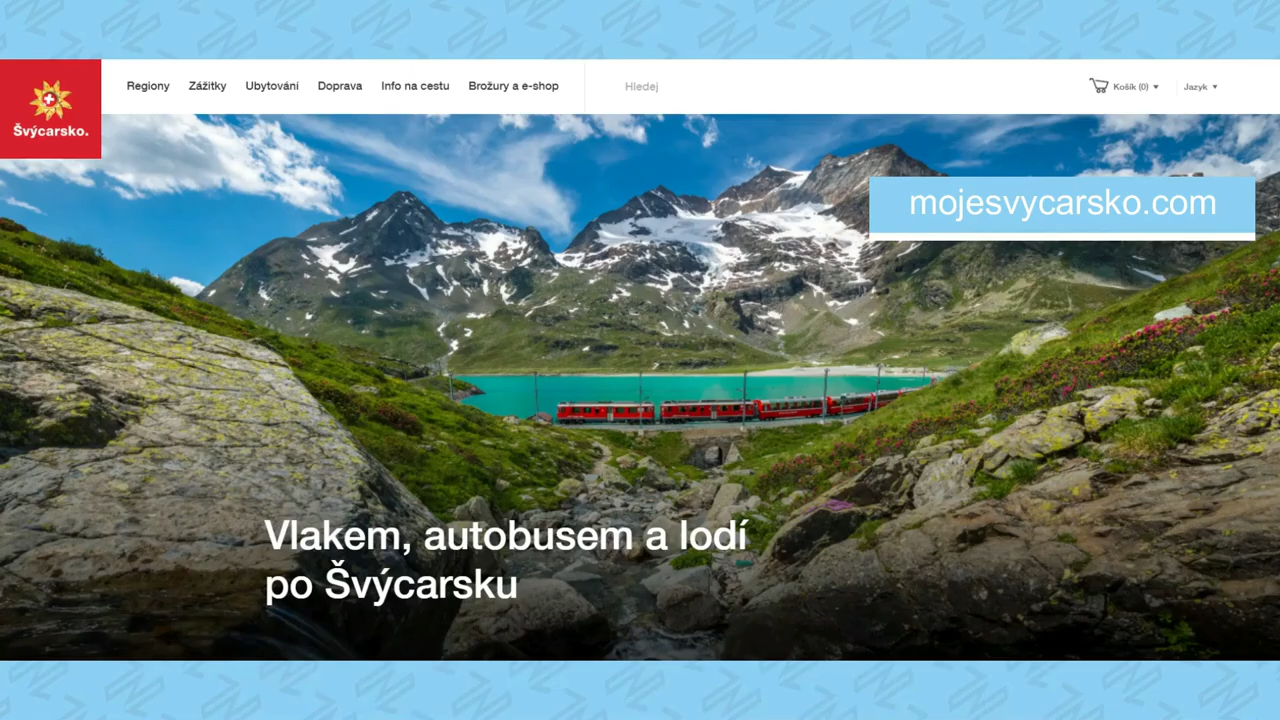 Švýcarsko.
Regiony Zážitky Ubytování Doprava Info na cestu Brožury a e-shop Hledej Košík (0) Jazyk
mojesvycarsko.com
Vlakem, autobusem a lodí
po Švýcarsku